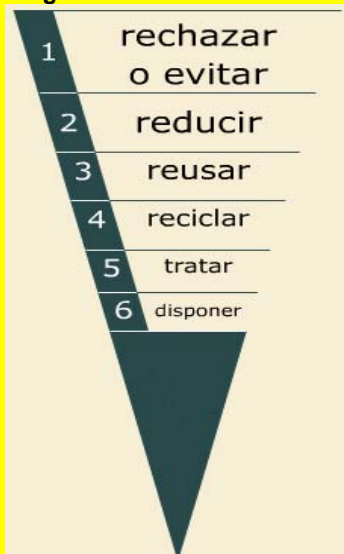 1 rechazar
o evitar
2 reducir
3 reusar
4 reciclar
5 tratar
6 disponer